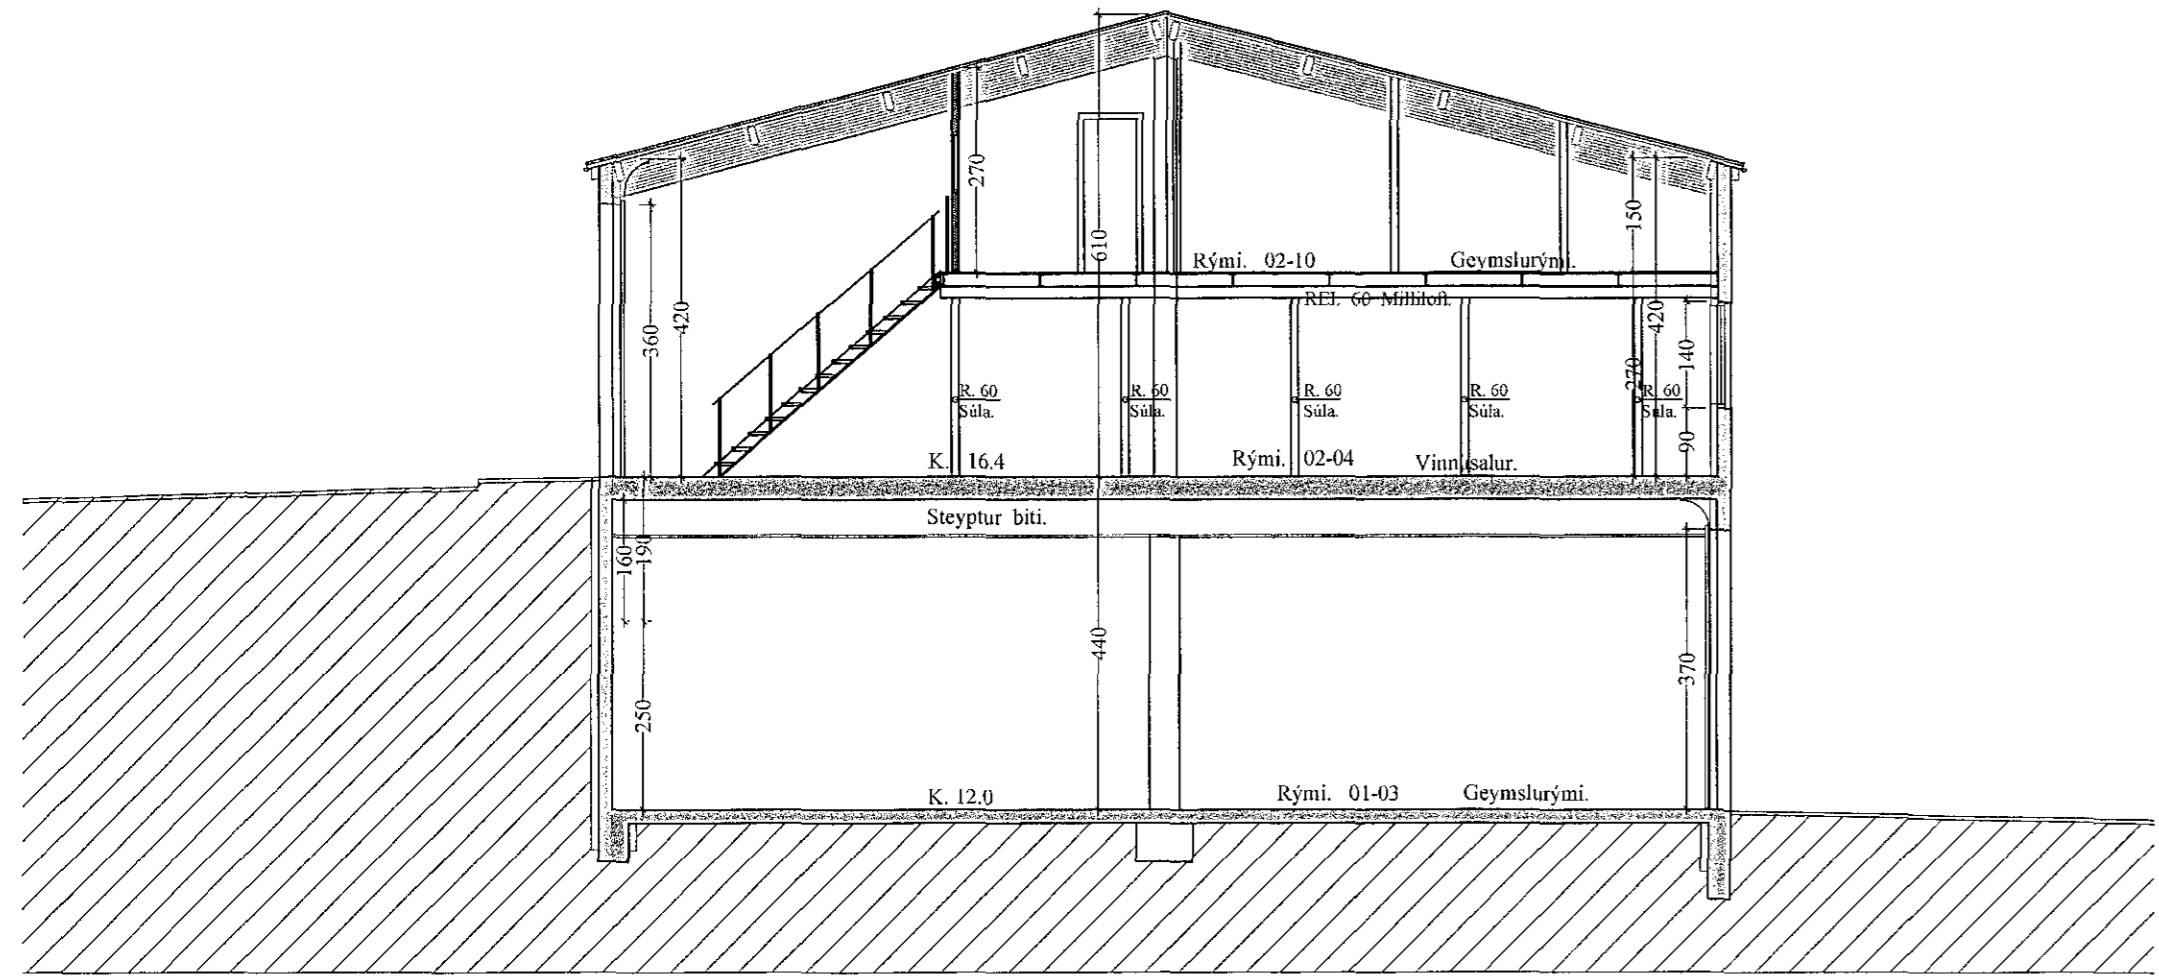 270
610
150
Rými. 02-10 Geymslurými.
REI. 60 Milliloft.
360
420
420
140
270
R. 60
Súla.
R. 60
Súla.
R. 60
Súla.
R. 60
Súla.
R. 60
Súla.
90
K. 16.4
Rými. 02-04 Vinnusalur.
Steyptur biti.
160
190
440
370
250
K. 12.0
Rými. 01-03 Geymslurými.